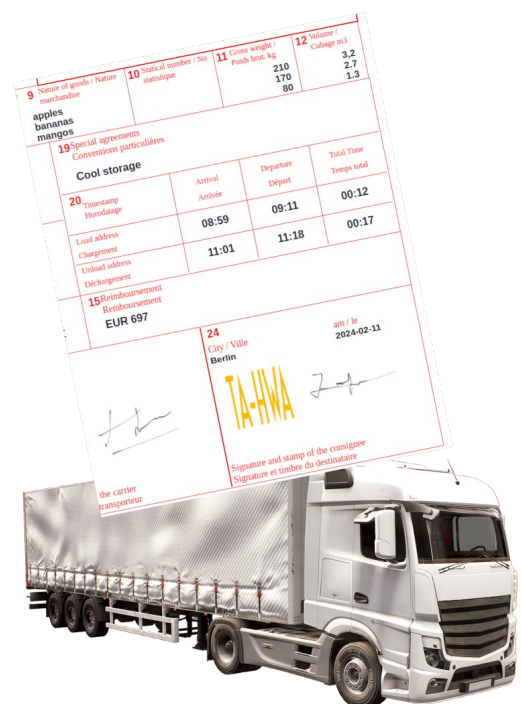 9 Nature of goods / Nature
marchandise
10 Statical number / No
statistique
11 Gross weight /
Poids brut. kg
12 Volume /
Cubage m3
apples 210 3,2
bananas 170 2.7
mangos 80 1.3
19 Special agreements
Conventions particulières
Cool storage
20 Timestamp
Horodatage
Arrival
Arrivée
Departure
Départ
Total Time
Temps total
Load address
Chargement
08:59 09:11 00:12
Unload address
Déchargement
11:01 11:18 00:17
15 Reimboursement
Remboursement
EUR 697
24
City / Ville
Berlin
am / le
2024-02-11
TA-HWA
the carrier
transporteur
Signature and stamp of the consignee
Signature et timbre du destinataire